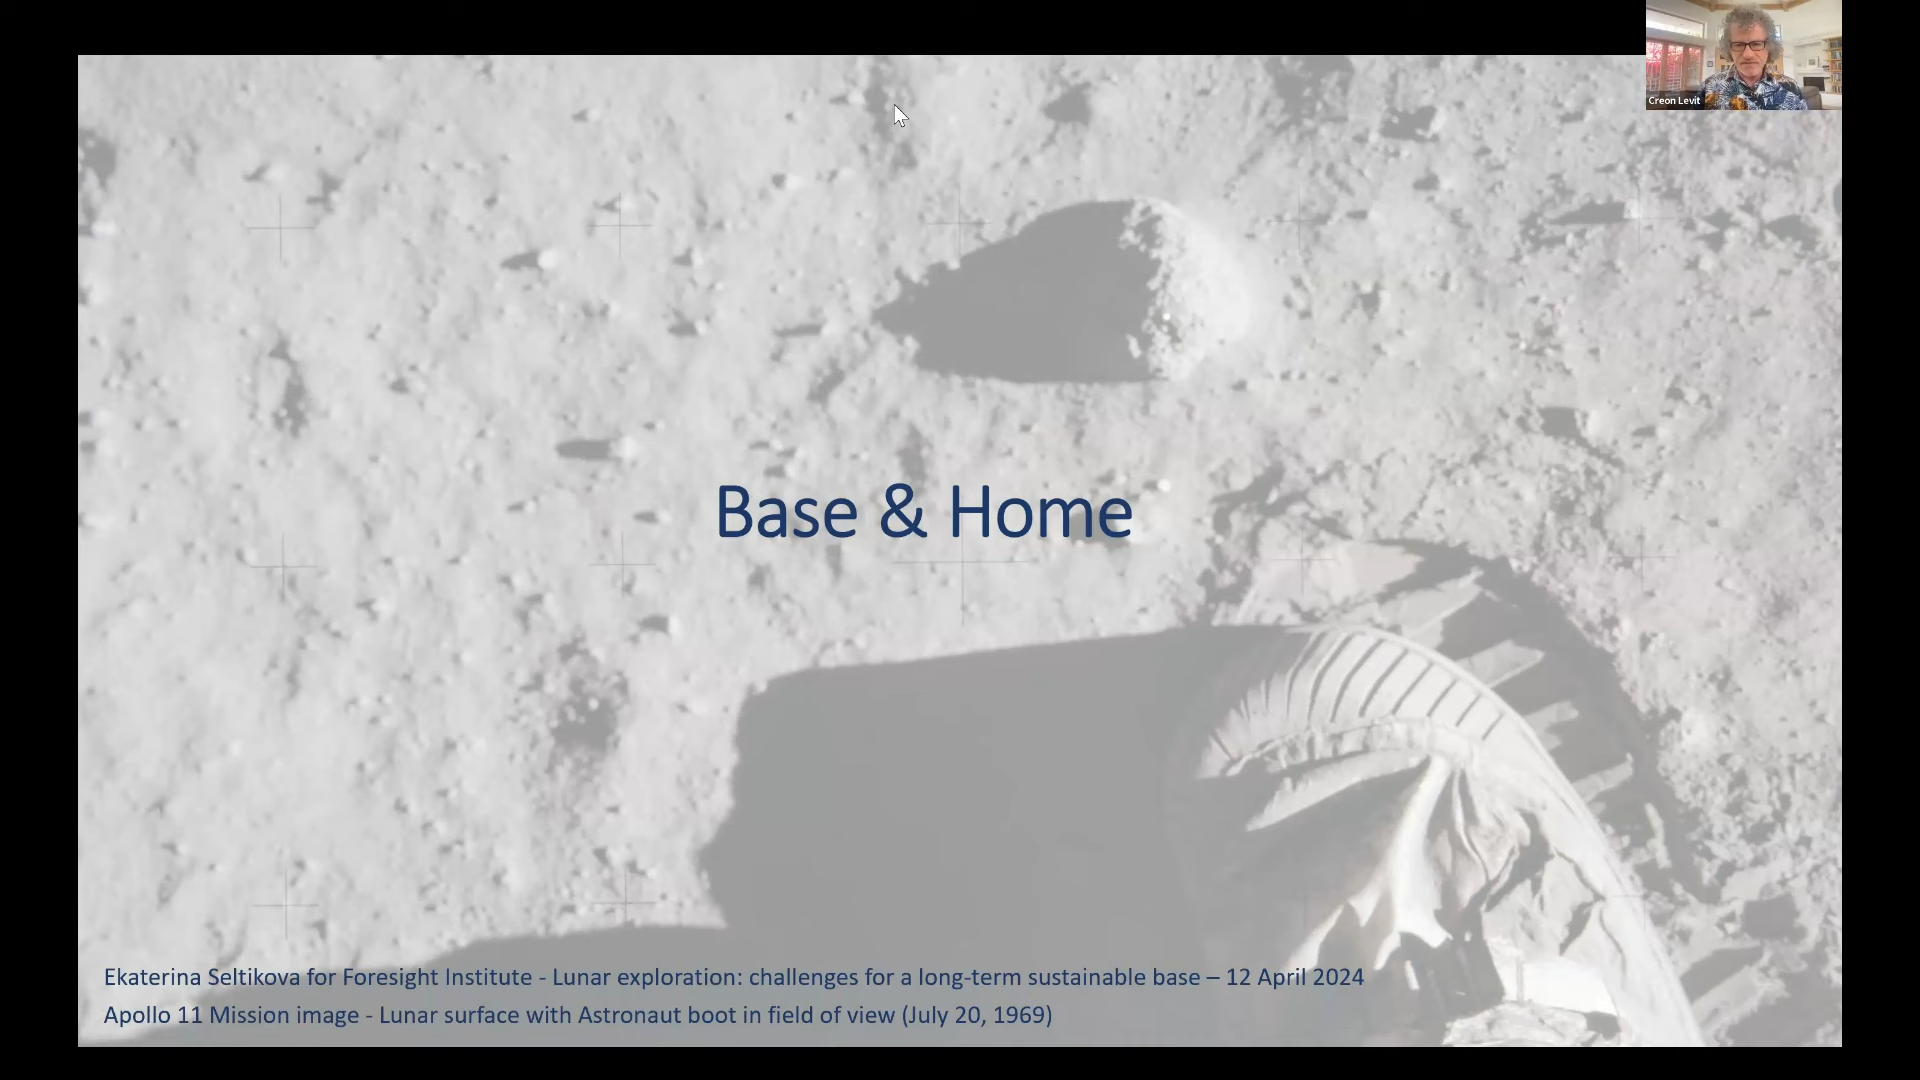 Creon Levit
Base & Home
Ekaterina Seltikova for Foresight Institute - Lunar exploration: challenges for a long-term sustainable base – 12 April 2024
Apollo 11 Mission image - Lunar surface with Astronaut boot in field of view (July 20, 1969)